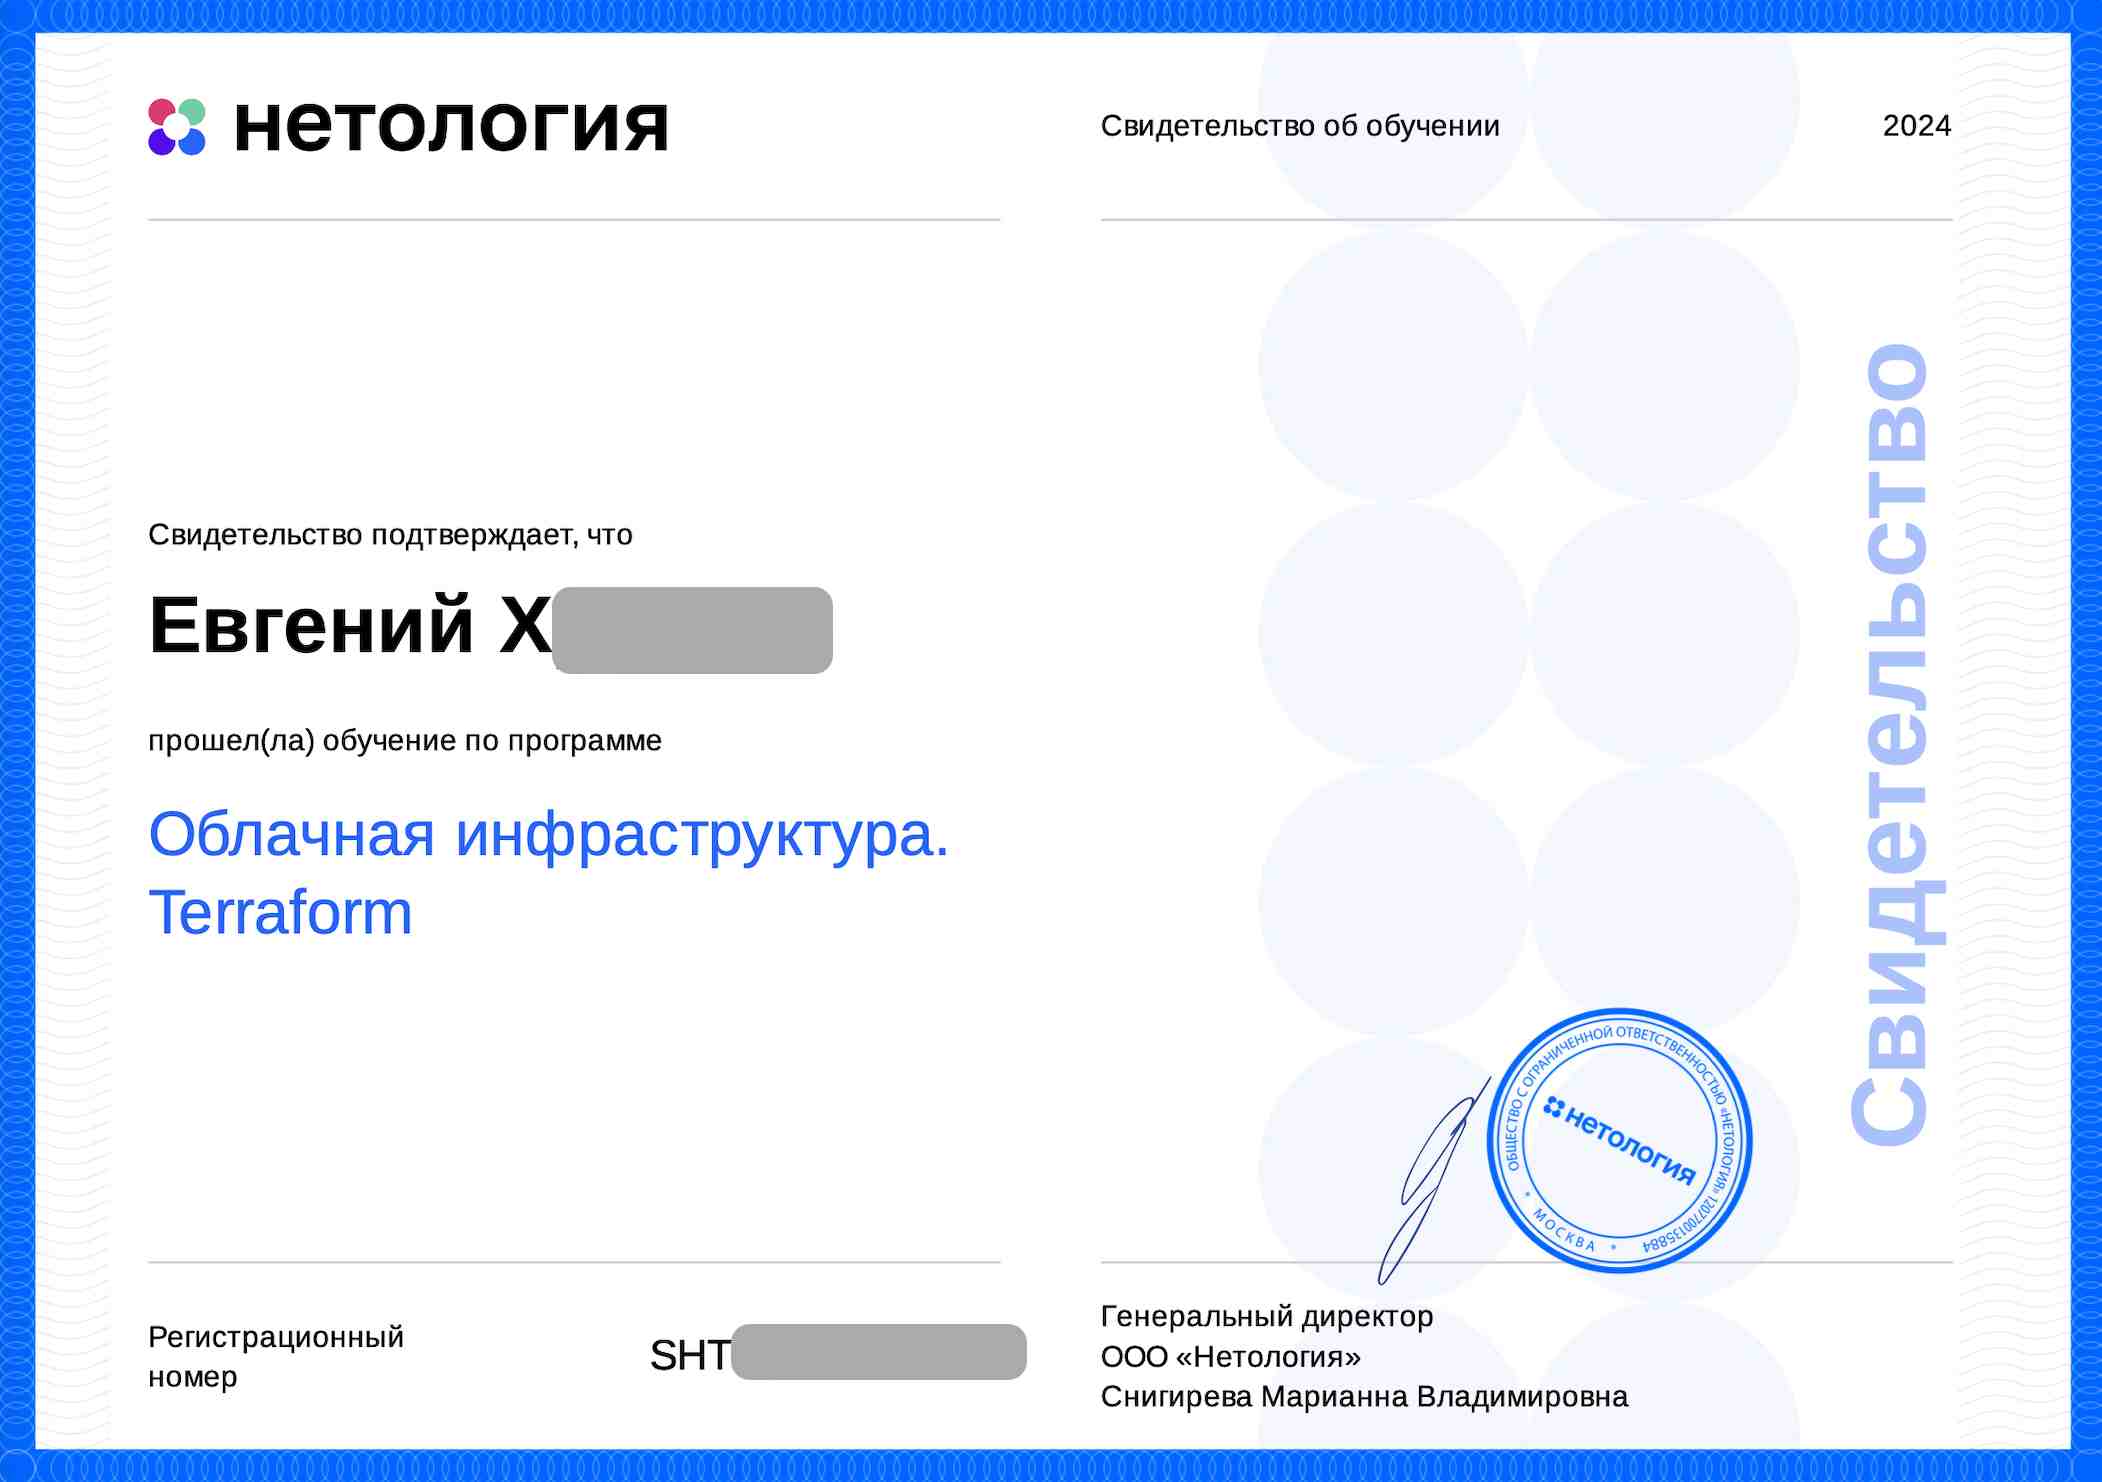 нетология
Свидетельство об обучении
2024
Свидетельство подтверждает, что
Евгений Х
прошел(ла) обучение по программе
Облачная инфраструктура.
Terraform
Свидетельство
ОБЩЕСТВО С ОГРАНИЧЕННОЙ ОТВЕТСТВЕННОСТЬЮ «НЕТОЛОГИЯ» 1207700135884
* МОСКВА *
нетология
Регистрационный
номер
SHT
Генеральный директор
ООО «Нетология»
Снигирева Марианна Владимировна